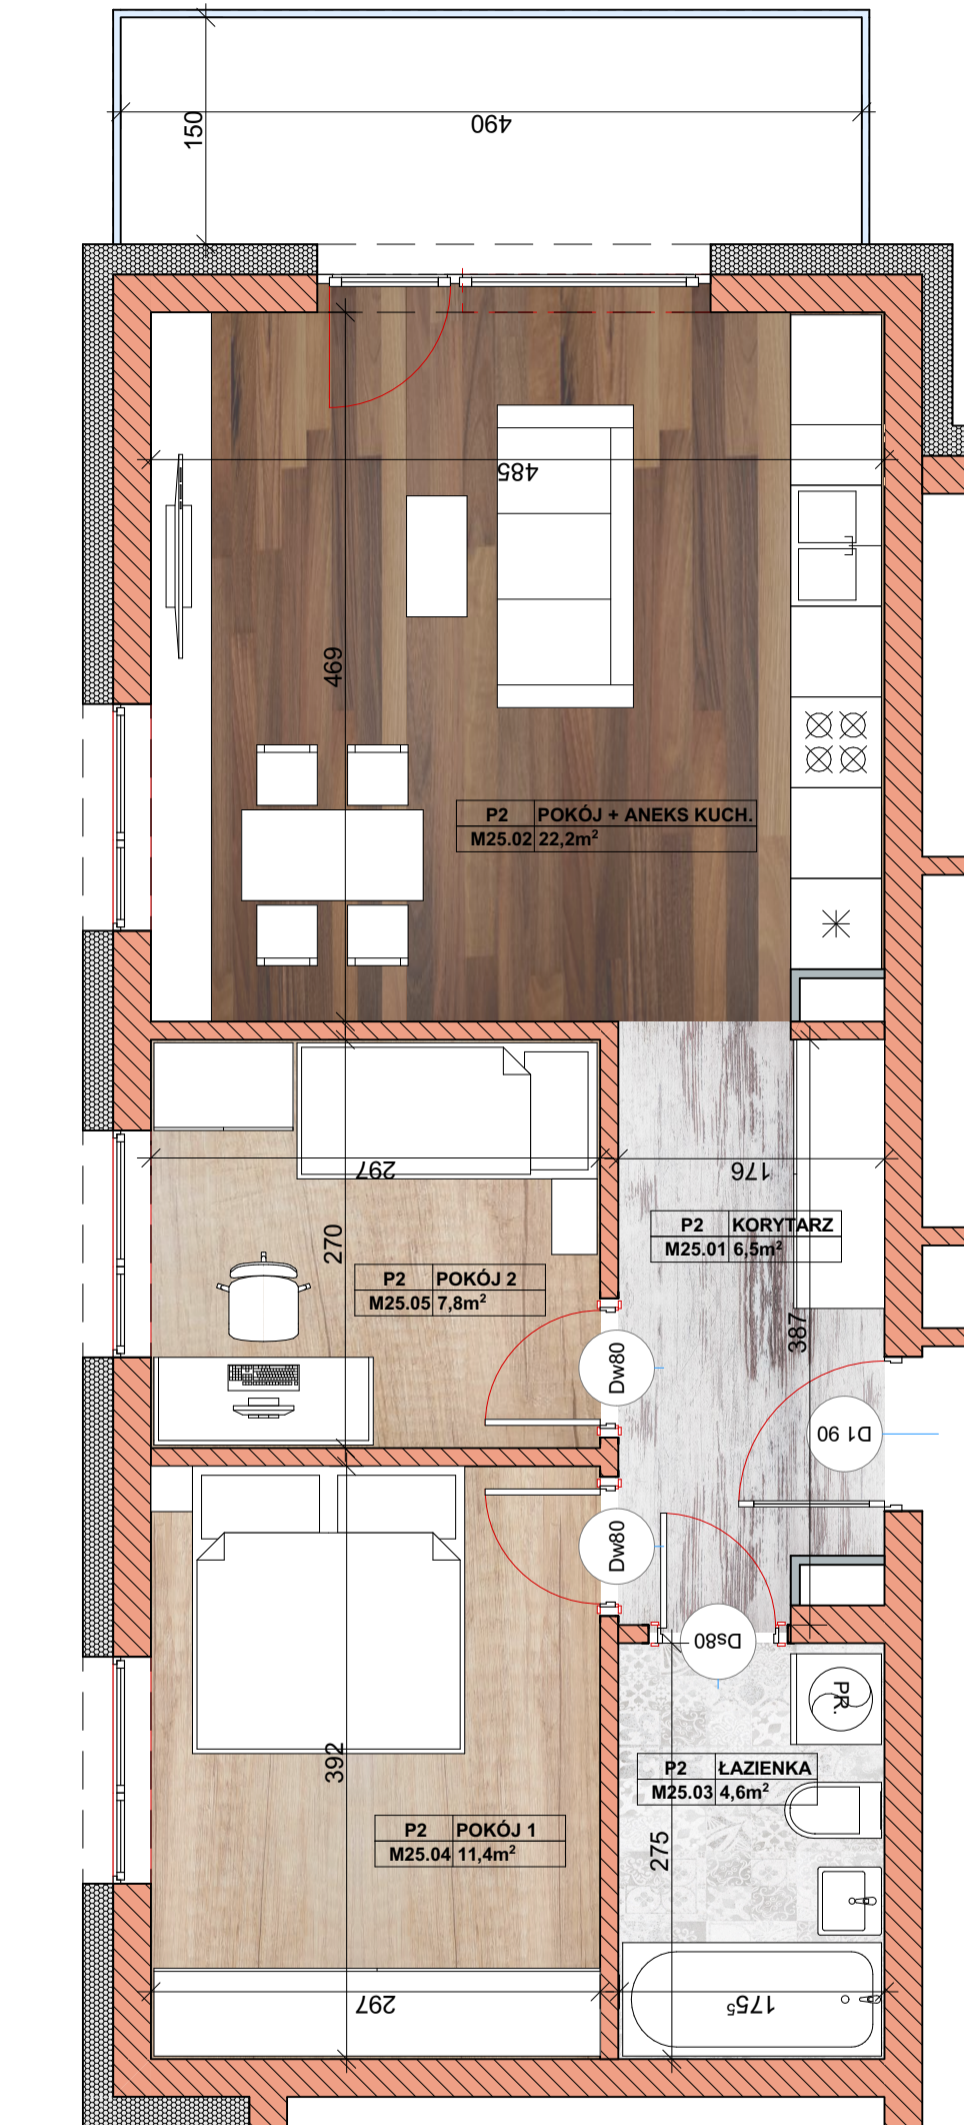 150
490
485
469
P2 POKÓJ + ANEKS KUCH.
M25.02 22,2m²
297
176
270
P2 KORYTARZ
M25.01 6,5m²
P2 POKÓJ 2
M25.05 7,8m²
387
Dw80
D1 90
Dw80
Ds80
PR.
392
P2 ŁAZIENKA
M25.03 4,6m²
P2 POKÓJ 1
M25.04 11,4m²
275
297
175⁵